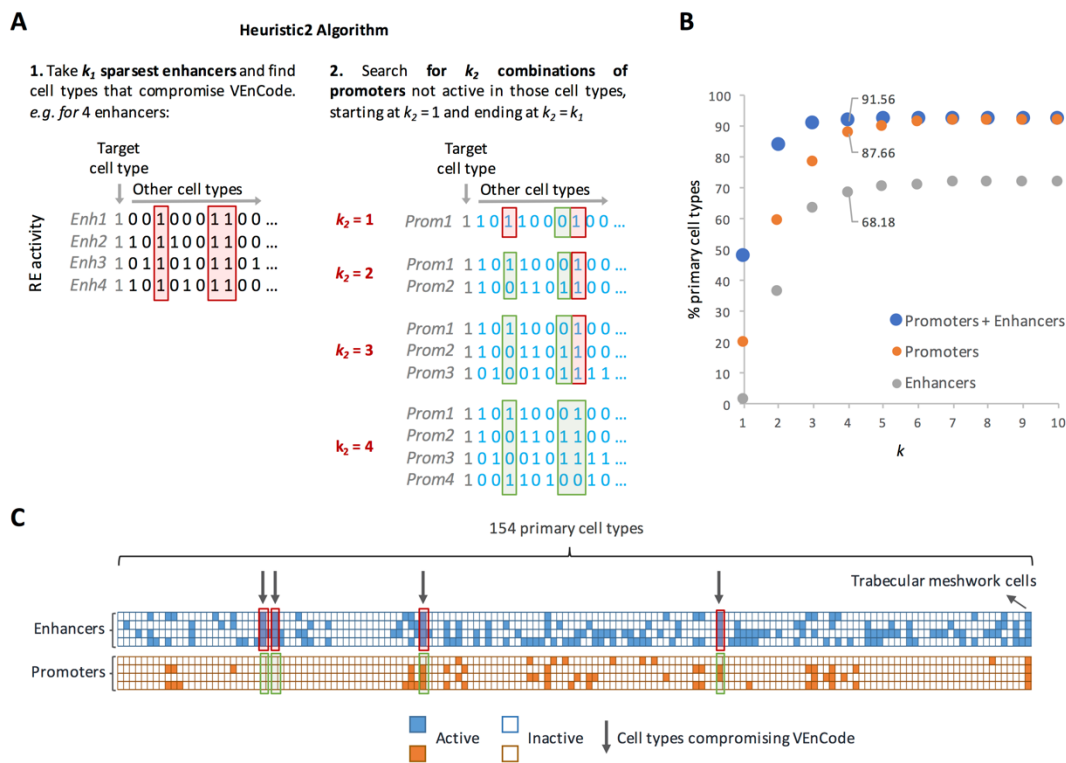 A
Heuristic2 Algorithm
1. Take k1 sparsest enhancers and find
cell types that compromise VEnCode.
e.g. for 4 enhancers:
Target
cell type
Other cell types
RE activity
Enh1 1 0 0 1 0 0 0 1 1 0 0 ...
Enh2 1 1 0 1 1 0 0 1 1 0 0 ...
Enh3 1 0 1 1 0 1 0 1 1 0 1
Enh4 1 1 0 1 0 1 0 1 1 0 0 ...
2. Search for k2 combinations of
promoters not active in those cell types,
starting at k2 = 1 and ending at k2 = k1
Target
cell type
Other cell types
k2 = 1
Prom1 1 1 0 1 1 0 0 0 1 0 0 ...
k2 = 2
Prom1 1 1 0 1 1 0 0 0 1 0 0 ...
Prom2 1 1 0 0 1 1 0 1 1 0 0 ...
k2 = 3
Prom1 1 1 0 1 1 0 0 0 1 0 0 ...
Prom2 1 1 0 0 1 1 0 1 1 0 0 ...
Prom3 1 0 1 0 0 1 0 1 1 1 1 ...
k2 = 4
Prom1 1 1 0 1 1 0 0 0 1 0 0 ...
Prom2 1 1 0 0 1 1 0 1 1 0 0 ...
Prom3 1 0 1 0 0 1 0 1 1 1 1 ...
Prom4 1 0 0 1 1 0 1 0 0 1 0 ...
B
% primary cell types
100
90
80
70
60
50
40
30
20
10
0
91.56
87.66
68.18
Promoters + Enhancers
Promoters
Enhancers
1 2 3 4 5 6 7 8 9 10
k
C
154 primary cell types
Trabecular meshwork cells
Enhancers
Promoters
Active
Inactive
Cell types compromising VEnCode